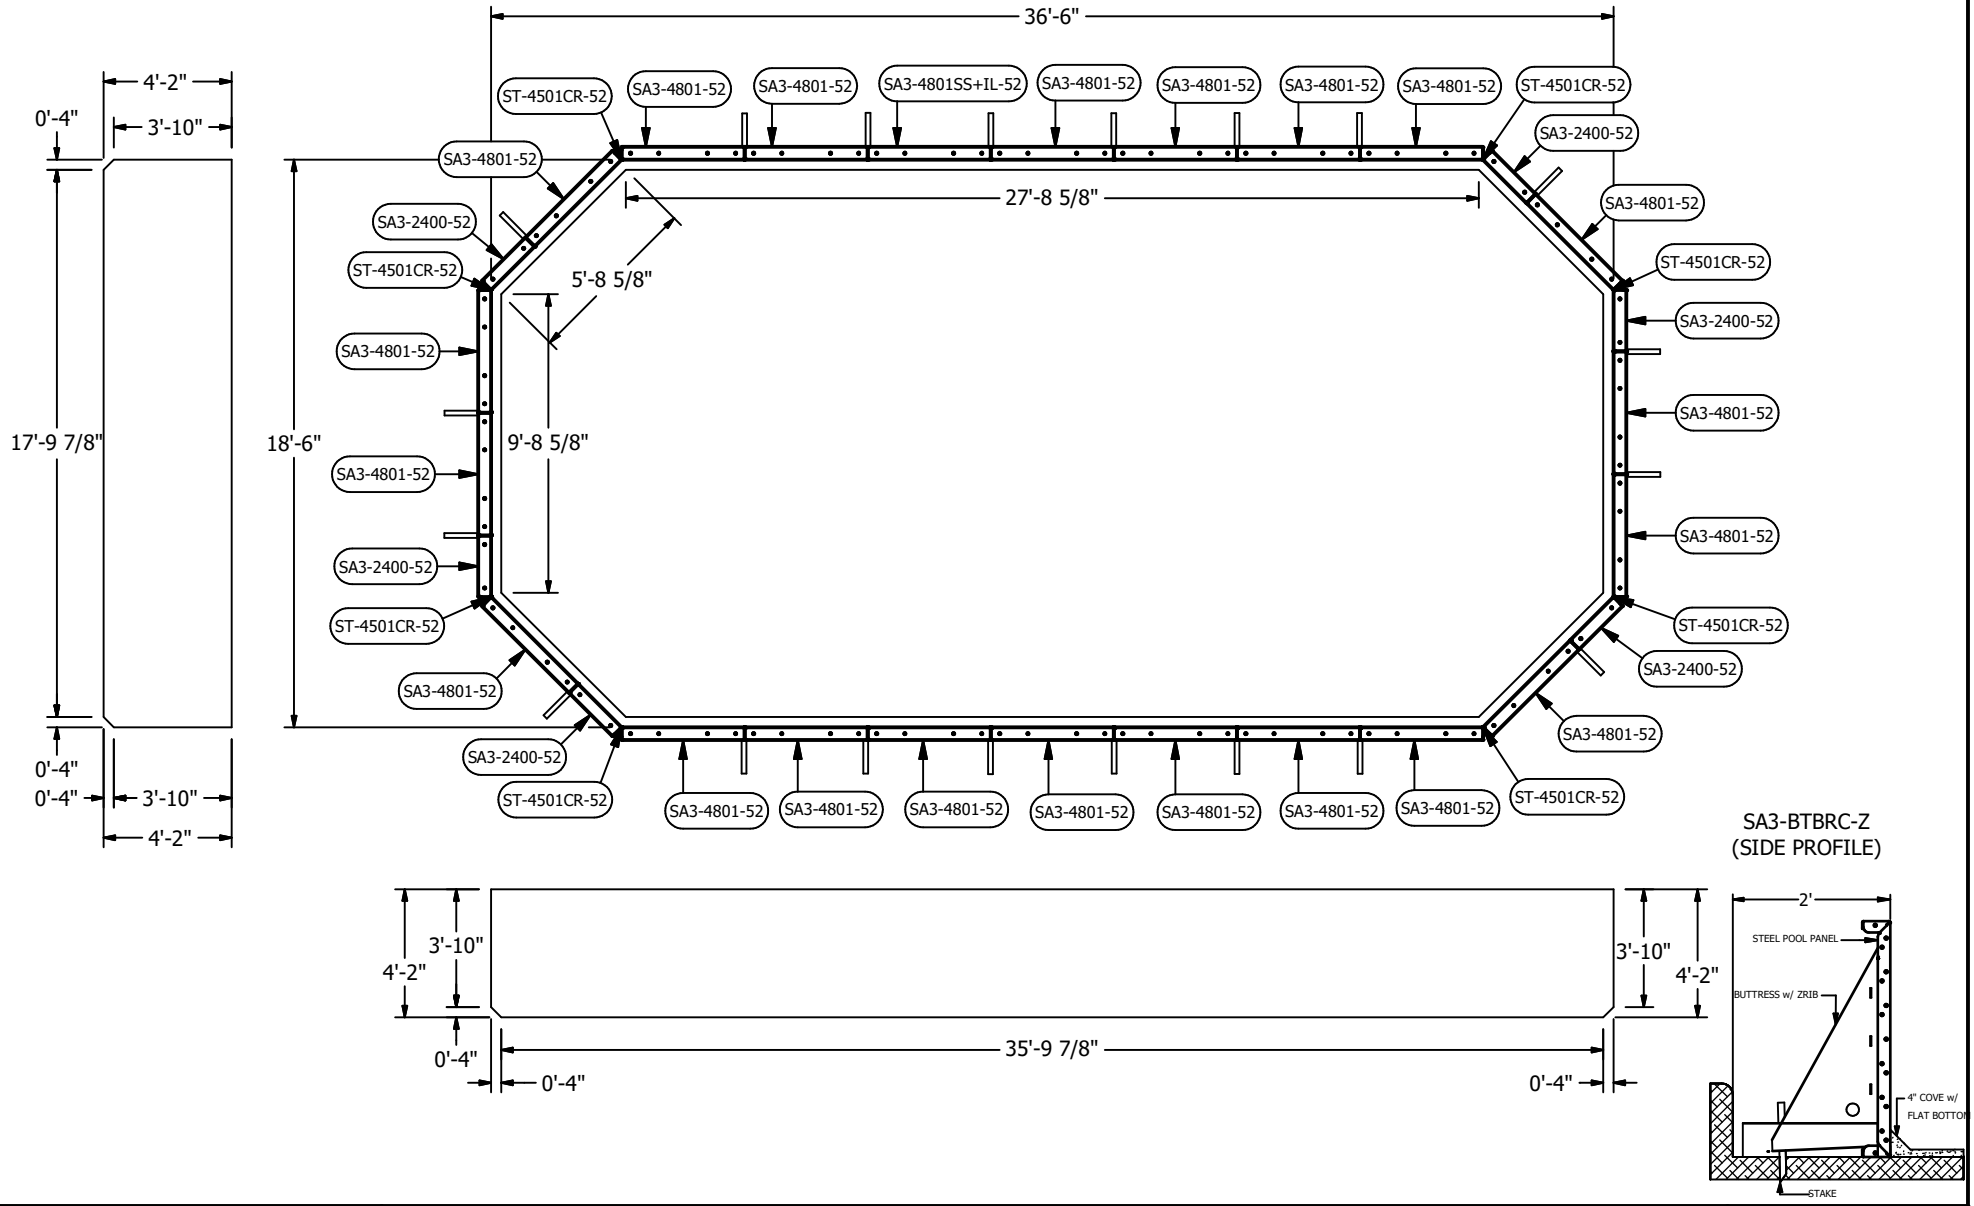 36'-6"
4'-2"
0'-4"
3'-10"
ST-4501CR-52
SA3-4801-52
SA3-4801-52
SA3-4801SS+IL-52
SA3-4801-52
SA3-4801-52
SA3-4801-52
SA3-4801-52
ST-4501CR-52
SA3-2400-52
SA3-4801-52
SA3-4801-52
SA3-2400-52
27'-8 5/8"
ST-4501CR-52
ST-4501CR-52
5'-8 5/8"
SA3-4801-52
SA3-2400-52
17'-9 7/8"
18'-6"
9'-8 5/8"
SA3-4801-52
SA3-4801-52
SA3-4801-52
SA3-2400-52
ST-4501CR-52
ST-4501CR-52
SA3-4801-52
SA3-2400-52
SA3-2400-52
SA3-4801-52
0'-4"
0'-4"
3'-10"
4'-2"
ST-4501CR-52
SA3-4801-52
SA3-4801-52
SA3-4801-52
SA3-4801-52
SA3-4801-52
SA3-4801-52
SA3-4801-52
ST-4501CR-52
SA3-BTBRC-Z
(SIDE PROFILE)
3'-10"
4'-2"
3'-10"
4'-2"
0'-4"
35'-9 7/8"
0'-4"
0'-4"
2'
STEEL POOL PANEL
BUTTRESS w/ ZRIB
4" COVE w/
FLAT BOTTOM
STAKE